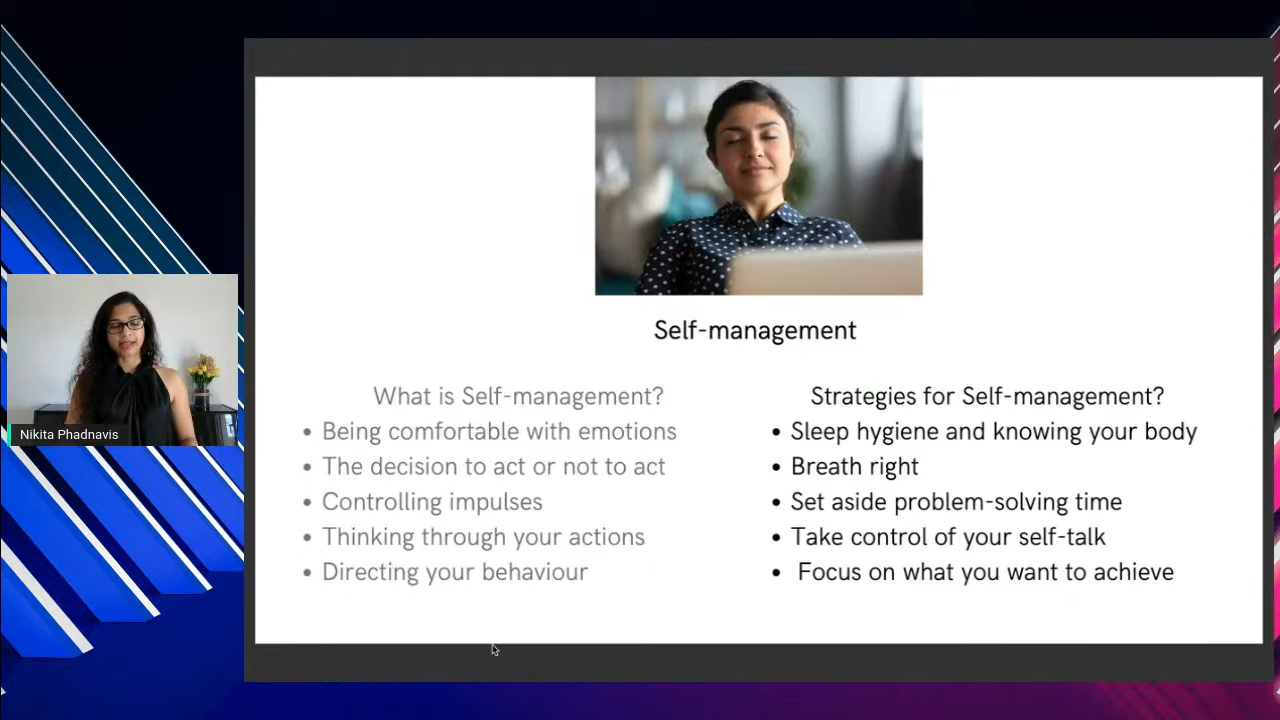 Self-management
What is Self-management?
• Being comfortable with emotions
• The decision to act or not to act
• Controlling impulses
• Thinking through your actions
• Directing your behaviour
Strategies for Self-management?
• Sleep hygiene and knowing your body
• Breath right
• Set aside problem-solving time
• Take control of your self-talk
• Focus on what you want to achieve
Nikita Phadnavis